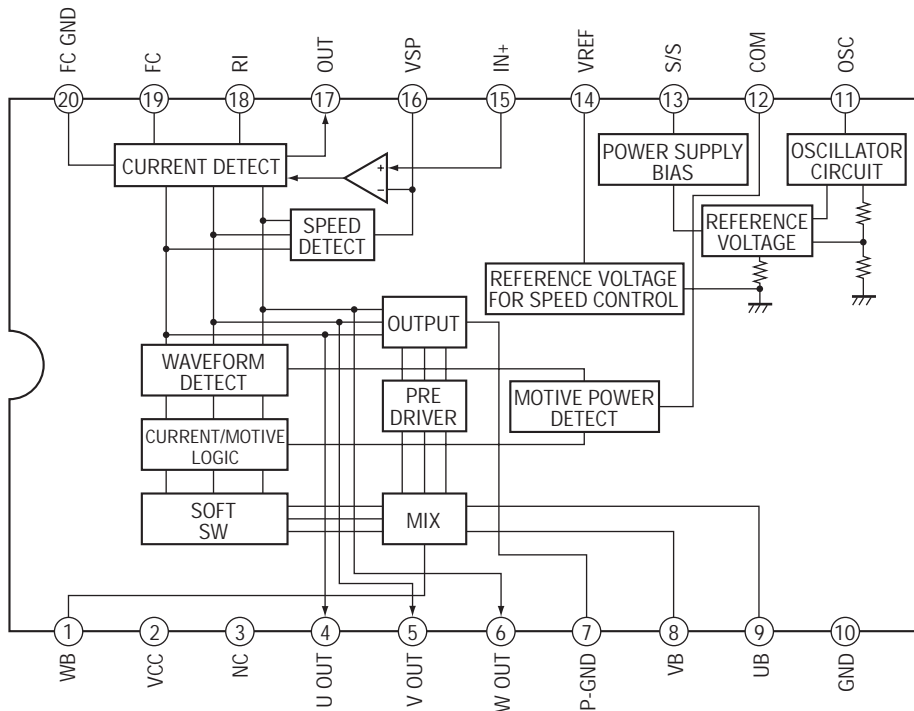 FC GND
FC
RI
OUT
VSP
IN+
VREF
S/S
COM
OSC
20
19
18
17
16
15
14
13
12
11
CURRENT DETECT
+
−
POWER SUPPLY
BIAS
OSCILLATOR
CIRCUIT
SPEED
DETECT
REFERENCE
VOLTAGE
REFERENCE VOLTAGE
FOR SPEED CONTROL
OUTPUT
WAVEFORM
DETECT
PRE
DRIVER
MOTIVE POWER
DETECT
CURRENT/MOTIVE
LOGIC
SOFT
SW
MIX
1
2
3
4
5
6
7
8
9
10
WB
VCC
NC
U OUT
V OUT
W OUT
P-GND
VB
UB
GND